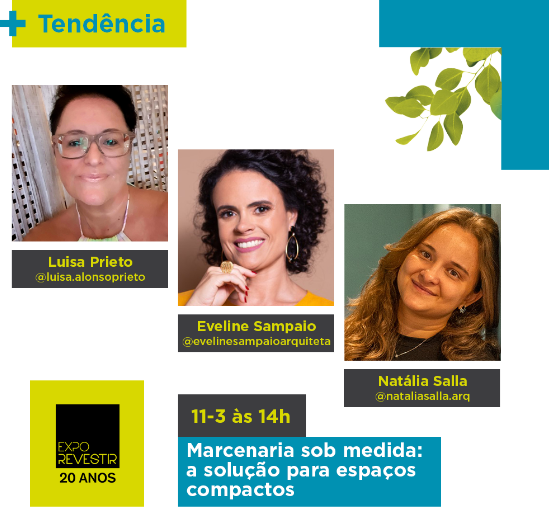 + Tendência
Luisa Prieto
@luisa.alonsoprieto
Eveline Sampaio
@evelinesampaioarquiteta
Natália Salla
@nataliasalla.arq
EXPO
REVESTIR
20 ANOS
11-3 às 14h
Marcenaria sob medida:
a solução para espaços
compactos